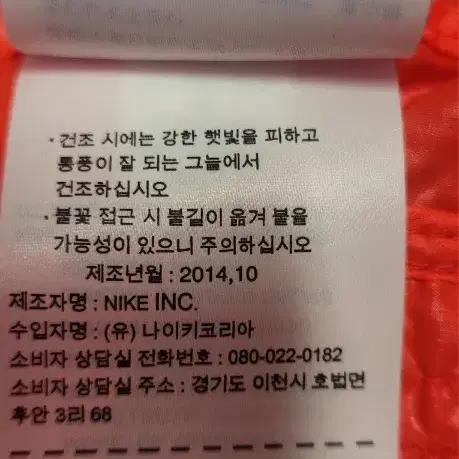 · 건조 시에는 강한 햇빛을 피하고
통풍이 잘 되는 그늘에서
건조하십시오
· 불꽃 접근 시 불길이 옮겨 붙을
가능성이 있으니 주의하십시오
제조년월 : 2014,10
제조자명 : NIKE INC.
수입자명 : (유) 나이키코리아
소비자 상담실 전화번호 : 080-022-0182
소비자 상담실 주소 : 경기도 이천시 호법면
후안 3리 68